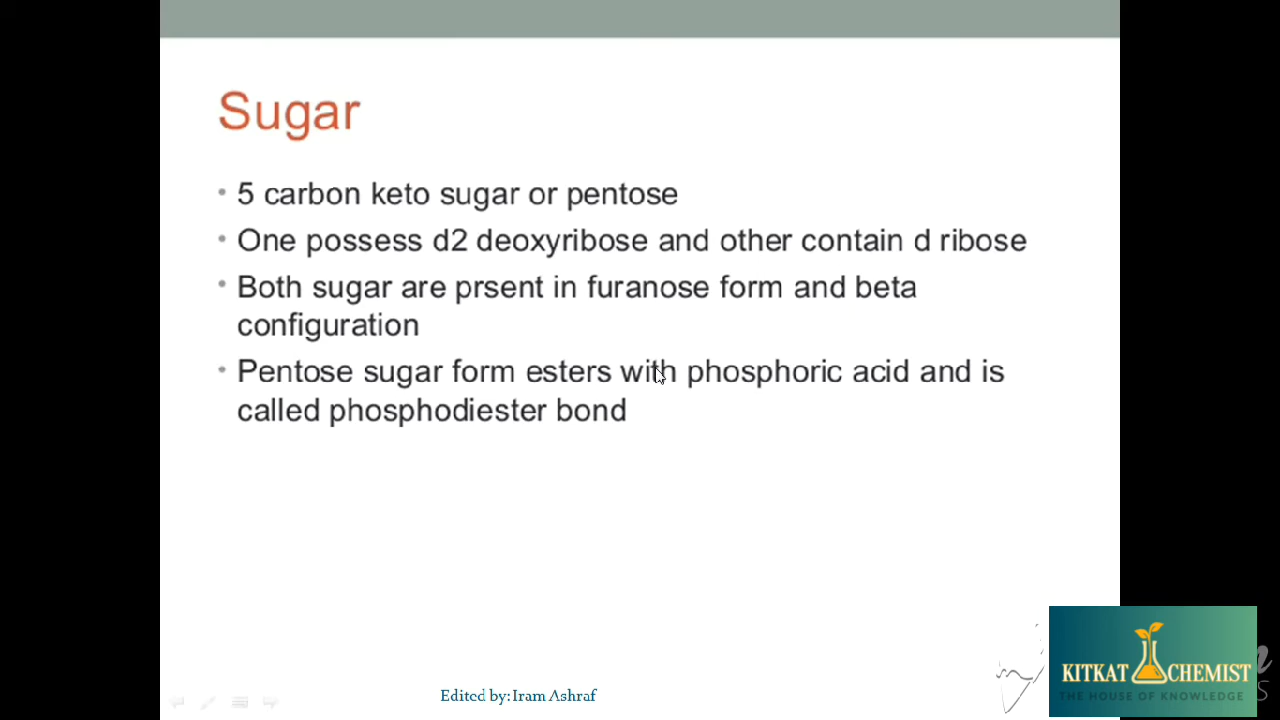 Sugar
5 carbon keto sugar or pentose
One possess d2 deoxyribose and other contain d ribose
Both sugar are prsent in furanose form and beta
configuration
Pentose sugar form esters with phosphoric acid and is
called phosphodiester bond
Edited by: Iram Ashraf
KITKAT CHEMIST
THE HOUSE OF KNOWLEDGE